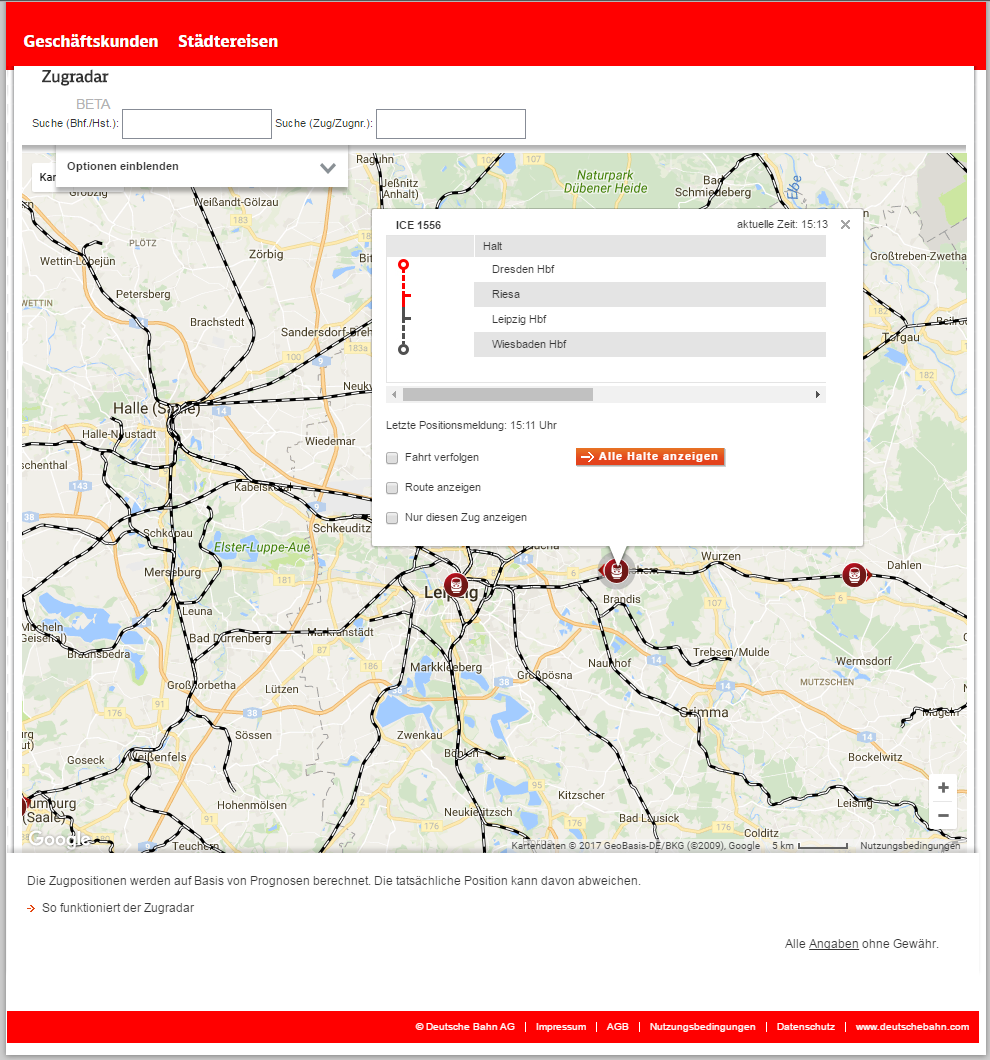 Geschäftskunden Städtereisen
Zugradar
BETA
Suche (Bhf./Hst.): Suche (Zug/Zugnr.):
Optionen einblenden
Kar
Raguhn
Naturpark
Dübener Heide
Elbe
Jeßnitz
Anhalt)
Bad
Schmiedeberg
Gröbzig
Weißandt-Gölzau
183
107
2
ICE 1556 aktuelle Zeit: 15:13
Halt
Dresden Hbf
Riesa
Leipzig Hbf
Wiesbaden Hbf
Letzte Positionsmeldung: 15:11 Uhr
Fahrt verfolgen
Alle Halte anzeigen
Route anzeigen
Nur diesen Zug anzeigen
PLÖTZ
Zörbig
Wettin-Löbejün
Großtreben-Zwetha
Petersberg
WETTIN
Brachstedt
Sandersdorf-Breh
Torgau
183
100
182
Neukw
Halle (Saale)
14
Halle-Neustadt
Wiedemar
schenthal
143
Kabelsketal
Schkeuditz
Schkopau
Elster-Luppe-Aue
38
Merseburg
Wurzen
Dahlen
Leipzig
6
Brandis
Leuna
Mücheln
Geiseltal)
Bad Dürrenberg
Markranstädt
Braunsbedra
Trebsen/Mulde
Markkleeberg
Naunhof
Wermsdorf
Großkorbetha
Lützen
Großpösna
MUTZSCHEN
14
176
38
Grimma
Mügeln
Zwenkau
Sössen
14
Goseck
Weißenfels
Böhlen
Bockelwitz
Hohenmölsen
Kitzscher
Naumburg
(Saale)
Neukieritzsch
Bad Lausick
Leisnig
Colditz
Teuchern
Google
Kartendaten © 2017 GeoBasis-DE/BKG (©2009), Google 5 km Nutzungsbedingungen
Die Zugpositionen werden auf Basis von Prognosen berechnet. Die tatsächliche Position kann davon abweichen.
So funktioniert der Zugradar
Alle Angaben ohne Gewähr.
© Deutsche Bahn AG | Impressum | AGB | Nutzungsbedingungen | Datenschutz | www.deutschebahn.com